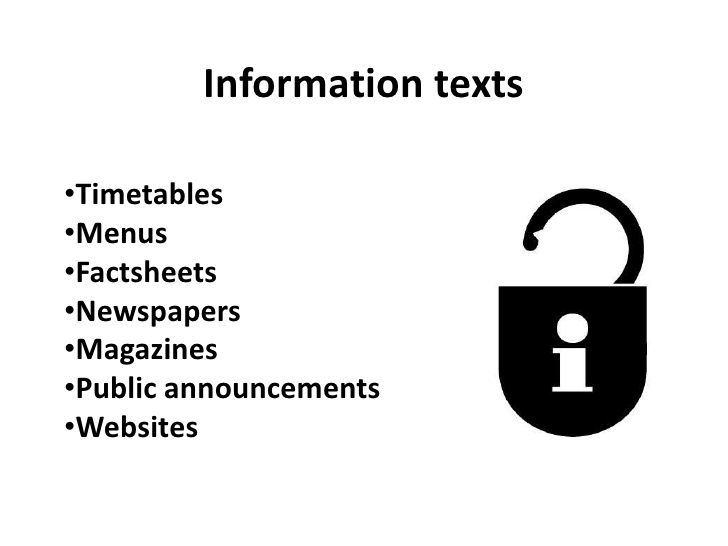 Information texts
•Timetables
•Menus
•Factsheets
•Newspapers
•Magazines
•Public announcements
•Websites
i